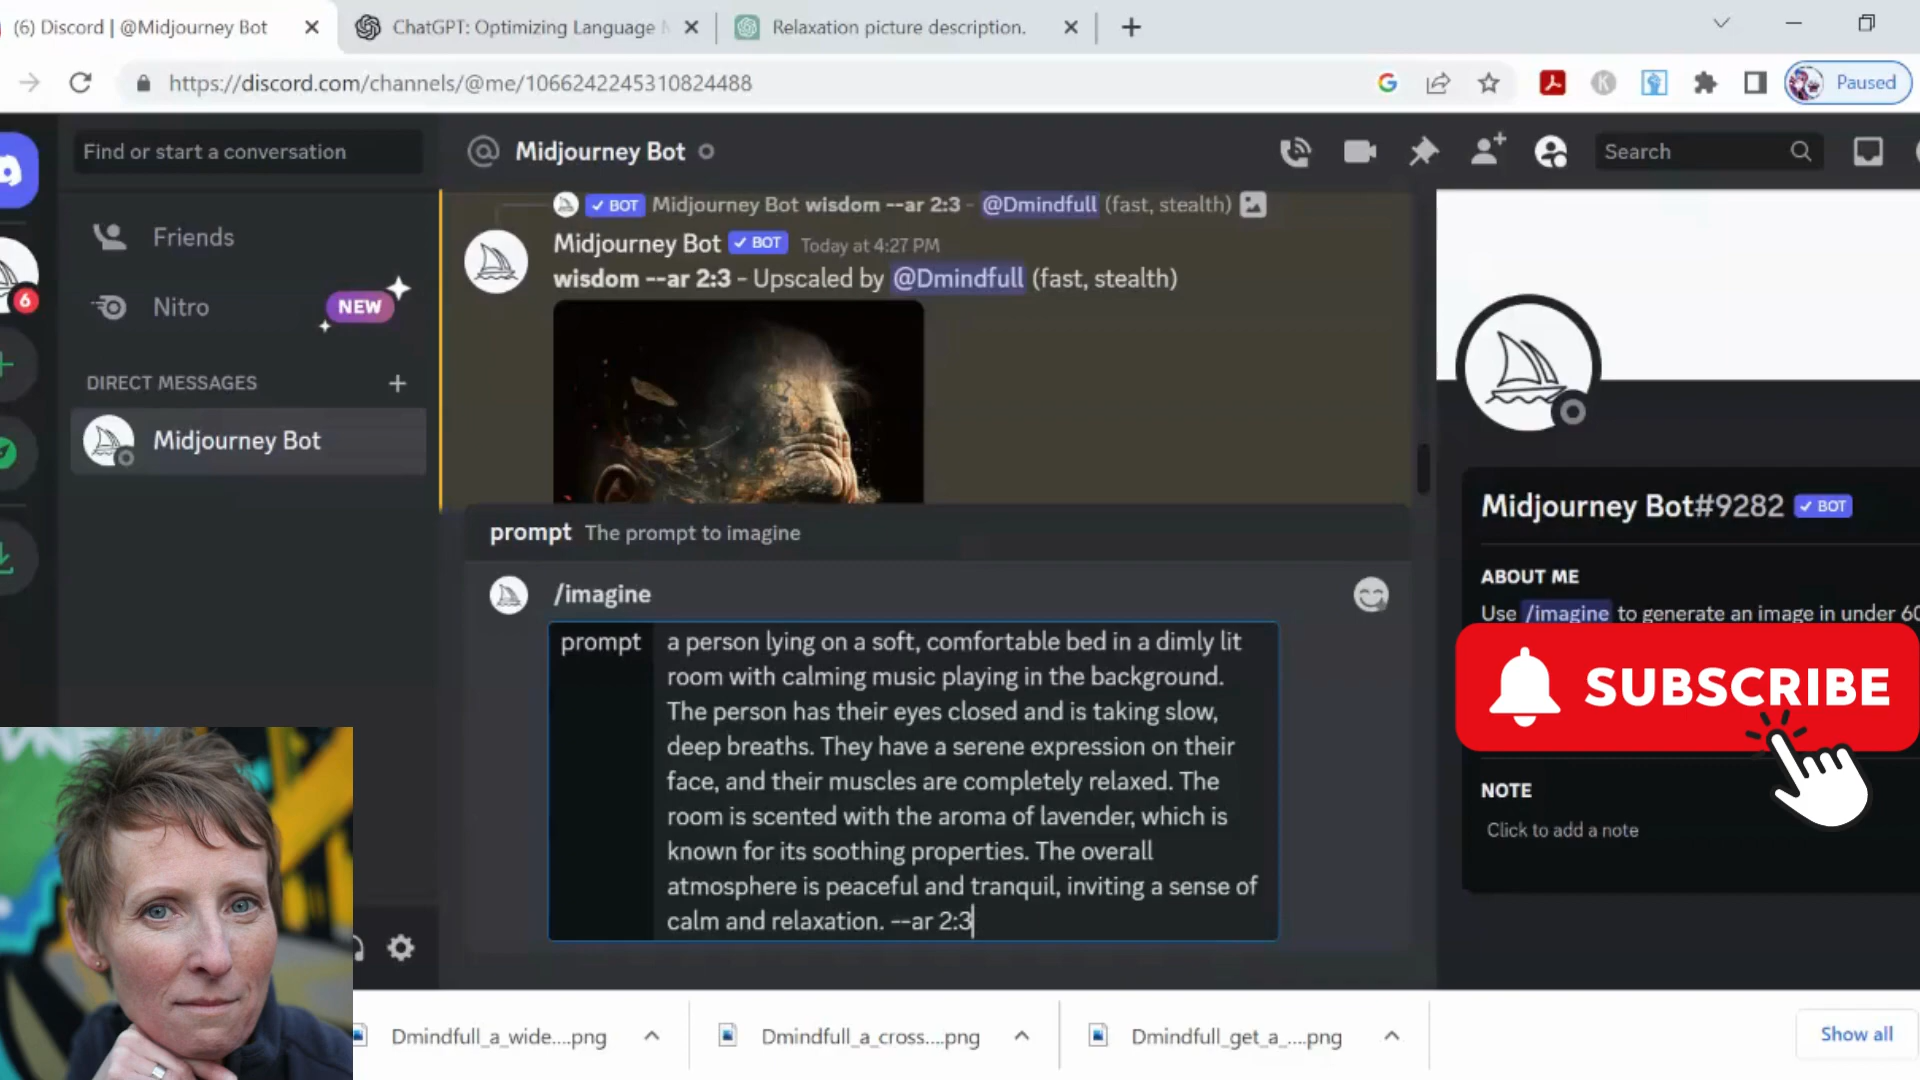 (6) Discord | @Midjourney Bot
ChatGPT: Optimizing Language
Relaxation picture description.
https://discord.com/channels/@me/1066242245310824488
Paused
Find or start a conversation
Midjourney Bot
Search
Friends
Nitro
NEW
DIRECT MESSAGES
Midjourney Bot
6
BOT Midjourney Bot wisdom --ar 2:3 - @Dmindfull (fast, stealth)
Midjourney Bot BOT Today at 4:27 PM
wisdom --ar 2:3 - Upscaled by @Dmindfull (fast, stealth)
prompt The prompt to imagine
/imagine
prompt a person lying on a soft, comfortable bed in a dimly lit
room with calming music playing in the background.
The person has their eyes closed and is taking slow,
deep breaths. They have a serene expression on their
face, and their muscles are completely relaxed. The
room is scented with the aroma of lavender, which is
known for its soothing properties. The overall
atmosphere is peaceful and tranquil, inviting a sense of
calm and relaxation. --ar 2:3
Midjourney Bot#9282 BOT
ABOUT ME
Use /imagine to generate an image in under 60
SUBSCRIBE
NOTE
Click to add a note
Dmindfull_a_wide....png
Dmindfull_a_cross....png
Dmindfull_get_a_....png
Show all